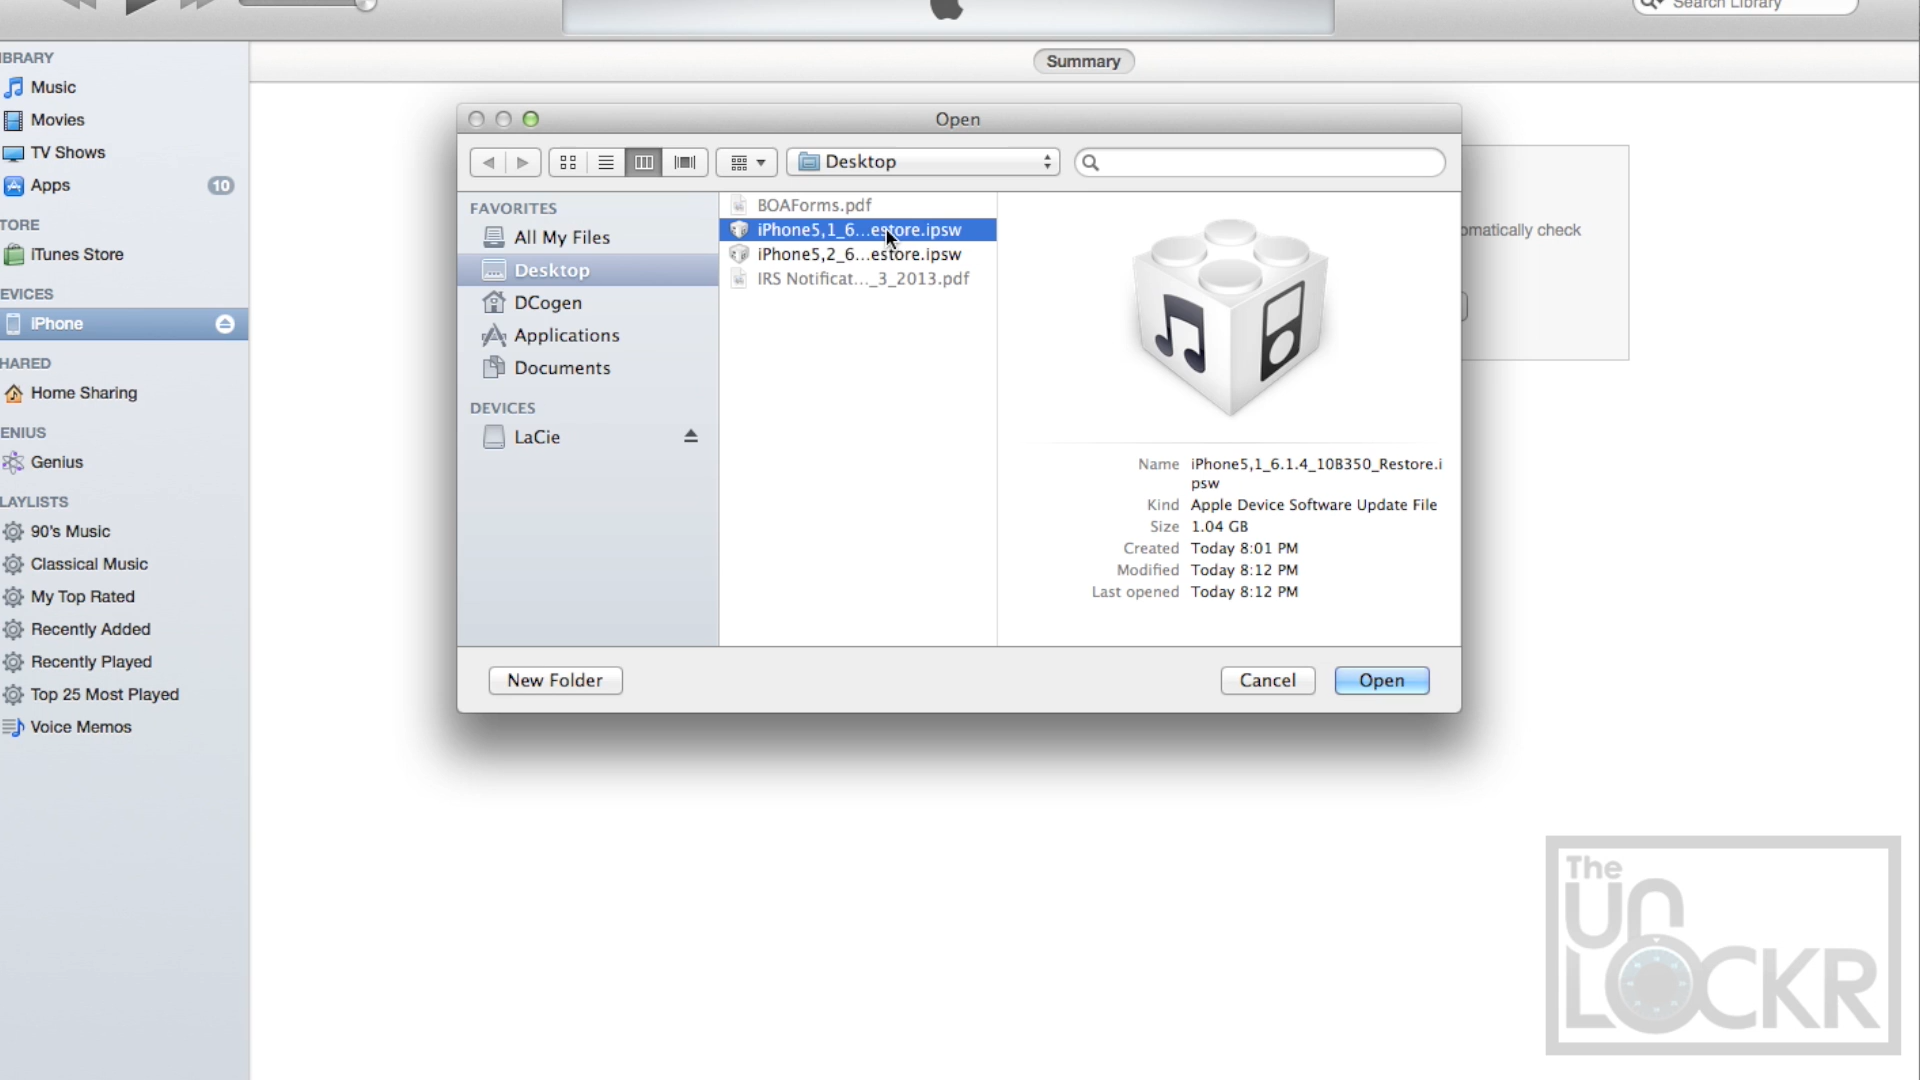 Search Library
IBRARY
Music
Movies
TV Shows
Apps 10
TORE
iTunes Store
EVICES
iPhone
HARED
Home Sharing
ENIUS
Genius
LAYLISTS
90's Music
Classical Music
My Top Rated
Recently Added
Recently Played
Top 25 Most Played
Voice Memos
Summary
omatically check
Open
Desktop
FAVORITES
All My Files
Desktop
DCogen
Applications
Documents
DEVICES
LaCie
BOAForms.pdf
iPhone5,1_6...estore.ipsw
iPhone5,2_6...estore.ipsw
IRS Notificat..._3_2013.pdf
Name iPhone5,1_6.1.4_10B350_Restore.i
psw
Kind Apple Device Software Update File
Size 1.04 GB
Created Today 8:01 PM
Modified Today 8:12 PM
Last opened Today 8:12 PM
New Folder Cancel Open
The
Un
LOCKR